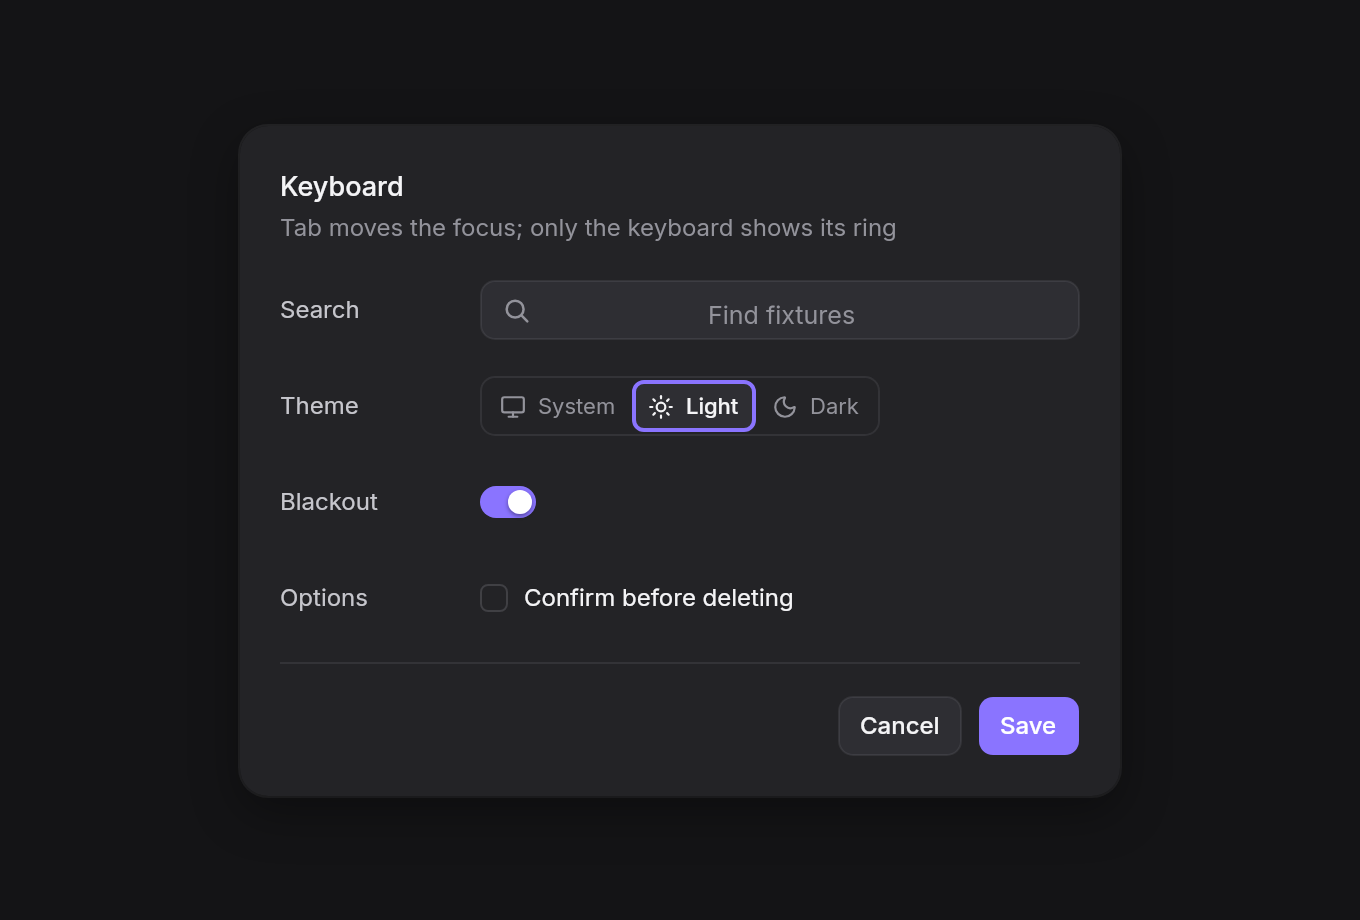 Keyboard
Tab moves the focus; only the keyboard shows its ring
Search
Find fixtures
Theme
System
Light
Dark
Blackout
Options
Confirm before deleting
Cancel
Save